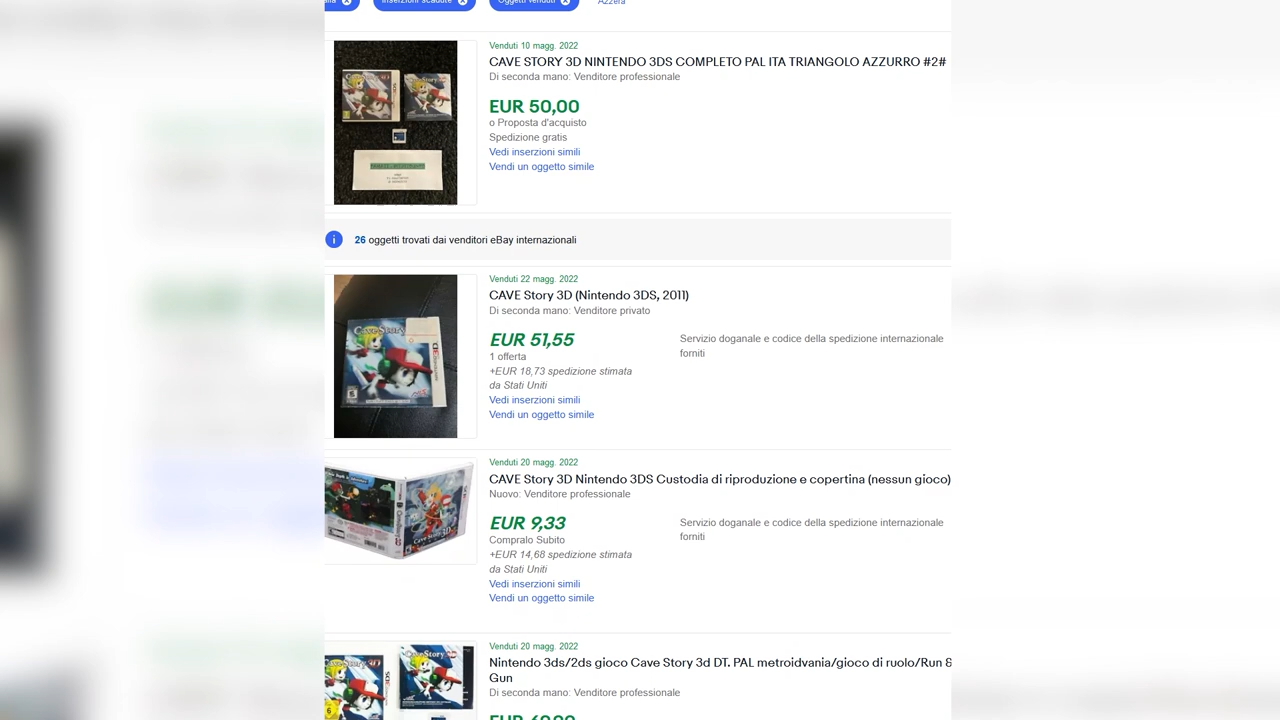 Inserzioni scadute
Oggetti venduti
Azzera
Venduti 10 magg. 2022
CAVE STORY 3D NINTENDO 3DS COMPLETO PAL ITA TRIANGOLO AZZURRO #2#
Di seconda mano: Venditore professionale
EUR 50,00
o Proposta d'acquisto
Spedizione gratis
Vedi inserzioni simili
Vendi un oggetto simile
26 oggetti trovati dai venditori eBay internazionali
Venduti 22 magg. 2022
CAVE Story 3D (Nintendo 3DS, 2011)
Di seconda mano: Venditore privato
EUR 51,55
Servizio doganale e codice della spedizione internazionale
forniti
1 offerta
+EUR 18,73 spedizione stimata
da Stati Uniti
Vedi inserzioni simili
Vendi un oggetto simile
Venduti 20 magg. 2022
CAVE Story 3D Nintendo 3DS Custodia di riproduzione e copertina (nessun gioco)
Nuovo: Venditore professionale
EUR 9,33
Servizio doganale e codice della spedizione internazionale
forniti
Compralo Subito
+EUR 14,68 spedizione stimata
da Stati Uniti
Vedi inserzioni simili
Vendi un oggetto simile
Venduti 20 magg. 2022
Nintendo 3ds/2ds gioco Cave Story 3d DT. PAL metroidvania/gioco di ruolo/Run &
Gun
Di seconda mano: Venditore professionale